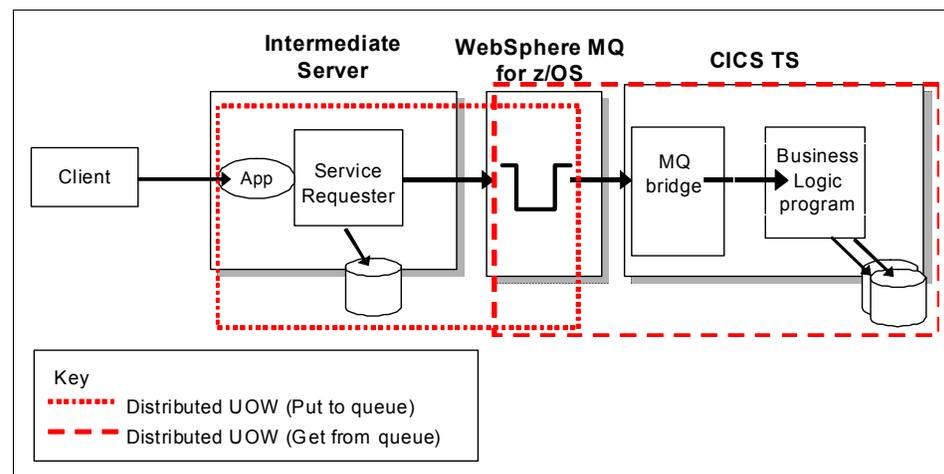 Intermediate
Server
WebSphere MQ
for z/OS
CICS TS
Client
App
Service
Requester
MQ
bridge
Business
Logic
program
Key
Distributed UOW (Put to queue)
Distributed UOW (Get from queue)